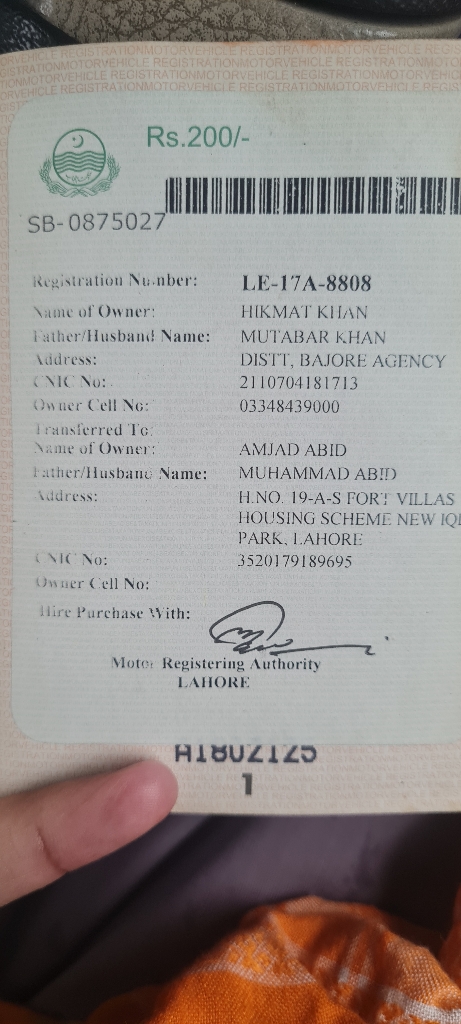 REGISTRATIONMOTORVEHICLE REGISTRATIONMOTORVEHICLE
Rs.200/-
SB-0875027
Registration Number: LE-17A-8808
Name of Owner: HIKMAT KHAN
Father/Husband Name: MUTABAR KHAN
Address: DISTT, BAJORE AGENCY
CNIC No: 2110704181713
Owner Cell No: 03348439000
Transferred To:
Name of Owner: AMJAD ABID
Father/Husband Name: MUHAMMAD ABID
Address: H.NO. 19-A-S FORT VILLAS
HOUSING SCHEME NEW
PARK, LAHORE
CNIC No: 3520179189695
Owner Cell No:
Hire Purchase With:
Motor Registering Authority
LAHORE
A1802125
1